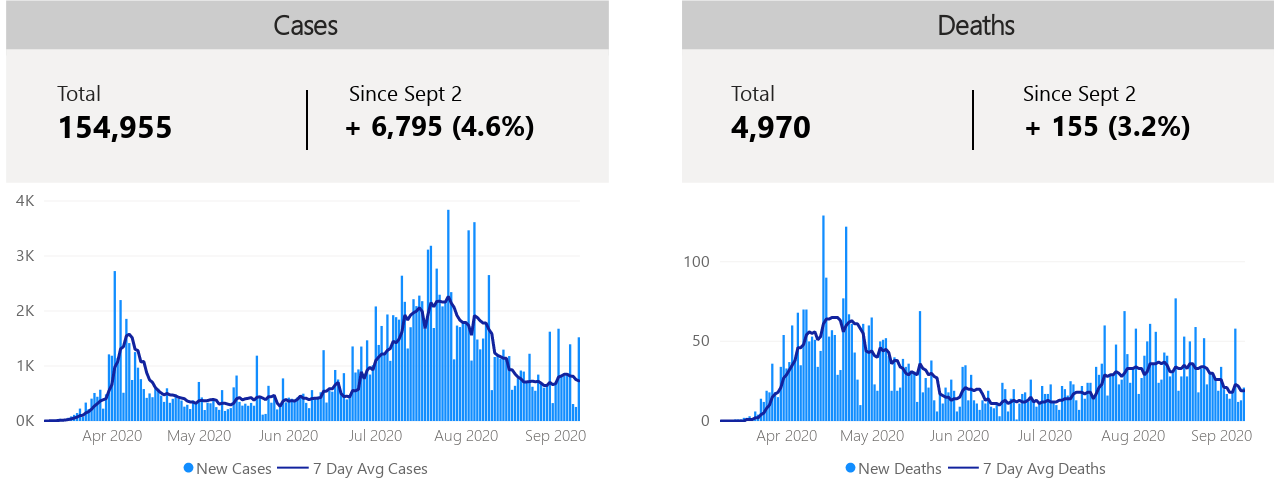 Cases
Total
Since Sept 2
154,955
+ 6,795 (4.6%)
4K
3K
2K
1K
0K
Apr 2020 May 2020 Jun 2020 Jul 2020 Aug 2020 Sep 2020
New Cases 7 Day Avg Cases
Deaths
Total
Since Sept 2
4,970
+ 155 (3.2%)
100
50
0
Apr 2020 May 2020 Jun 2020 Jul 2020 Aug 2020 Sep 2020
New Deaths 7 Day Avg Deaths